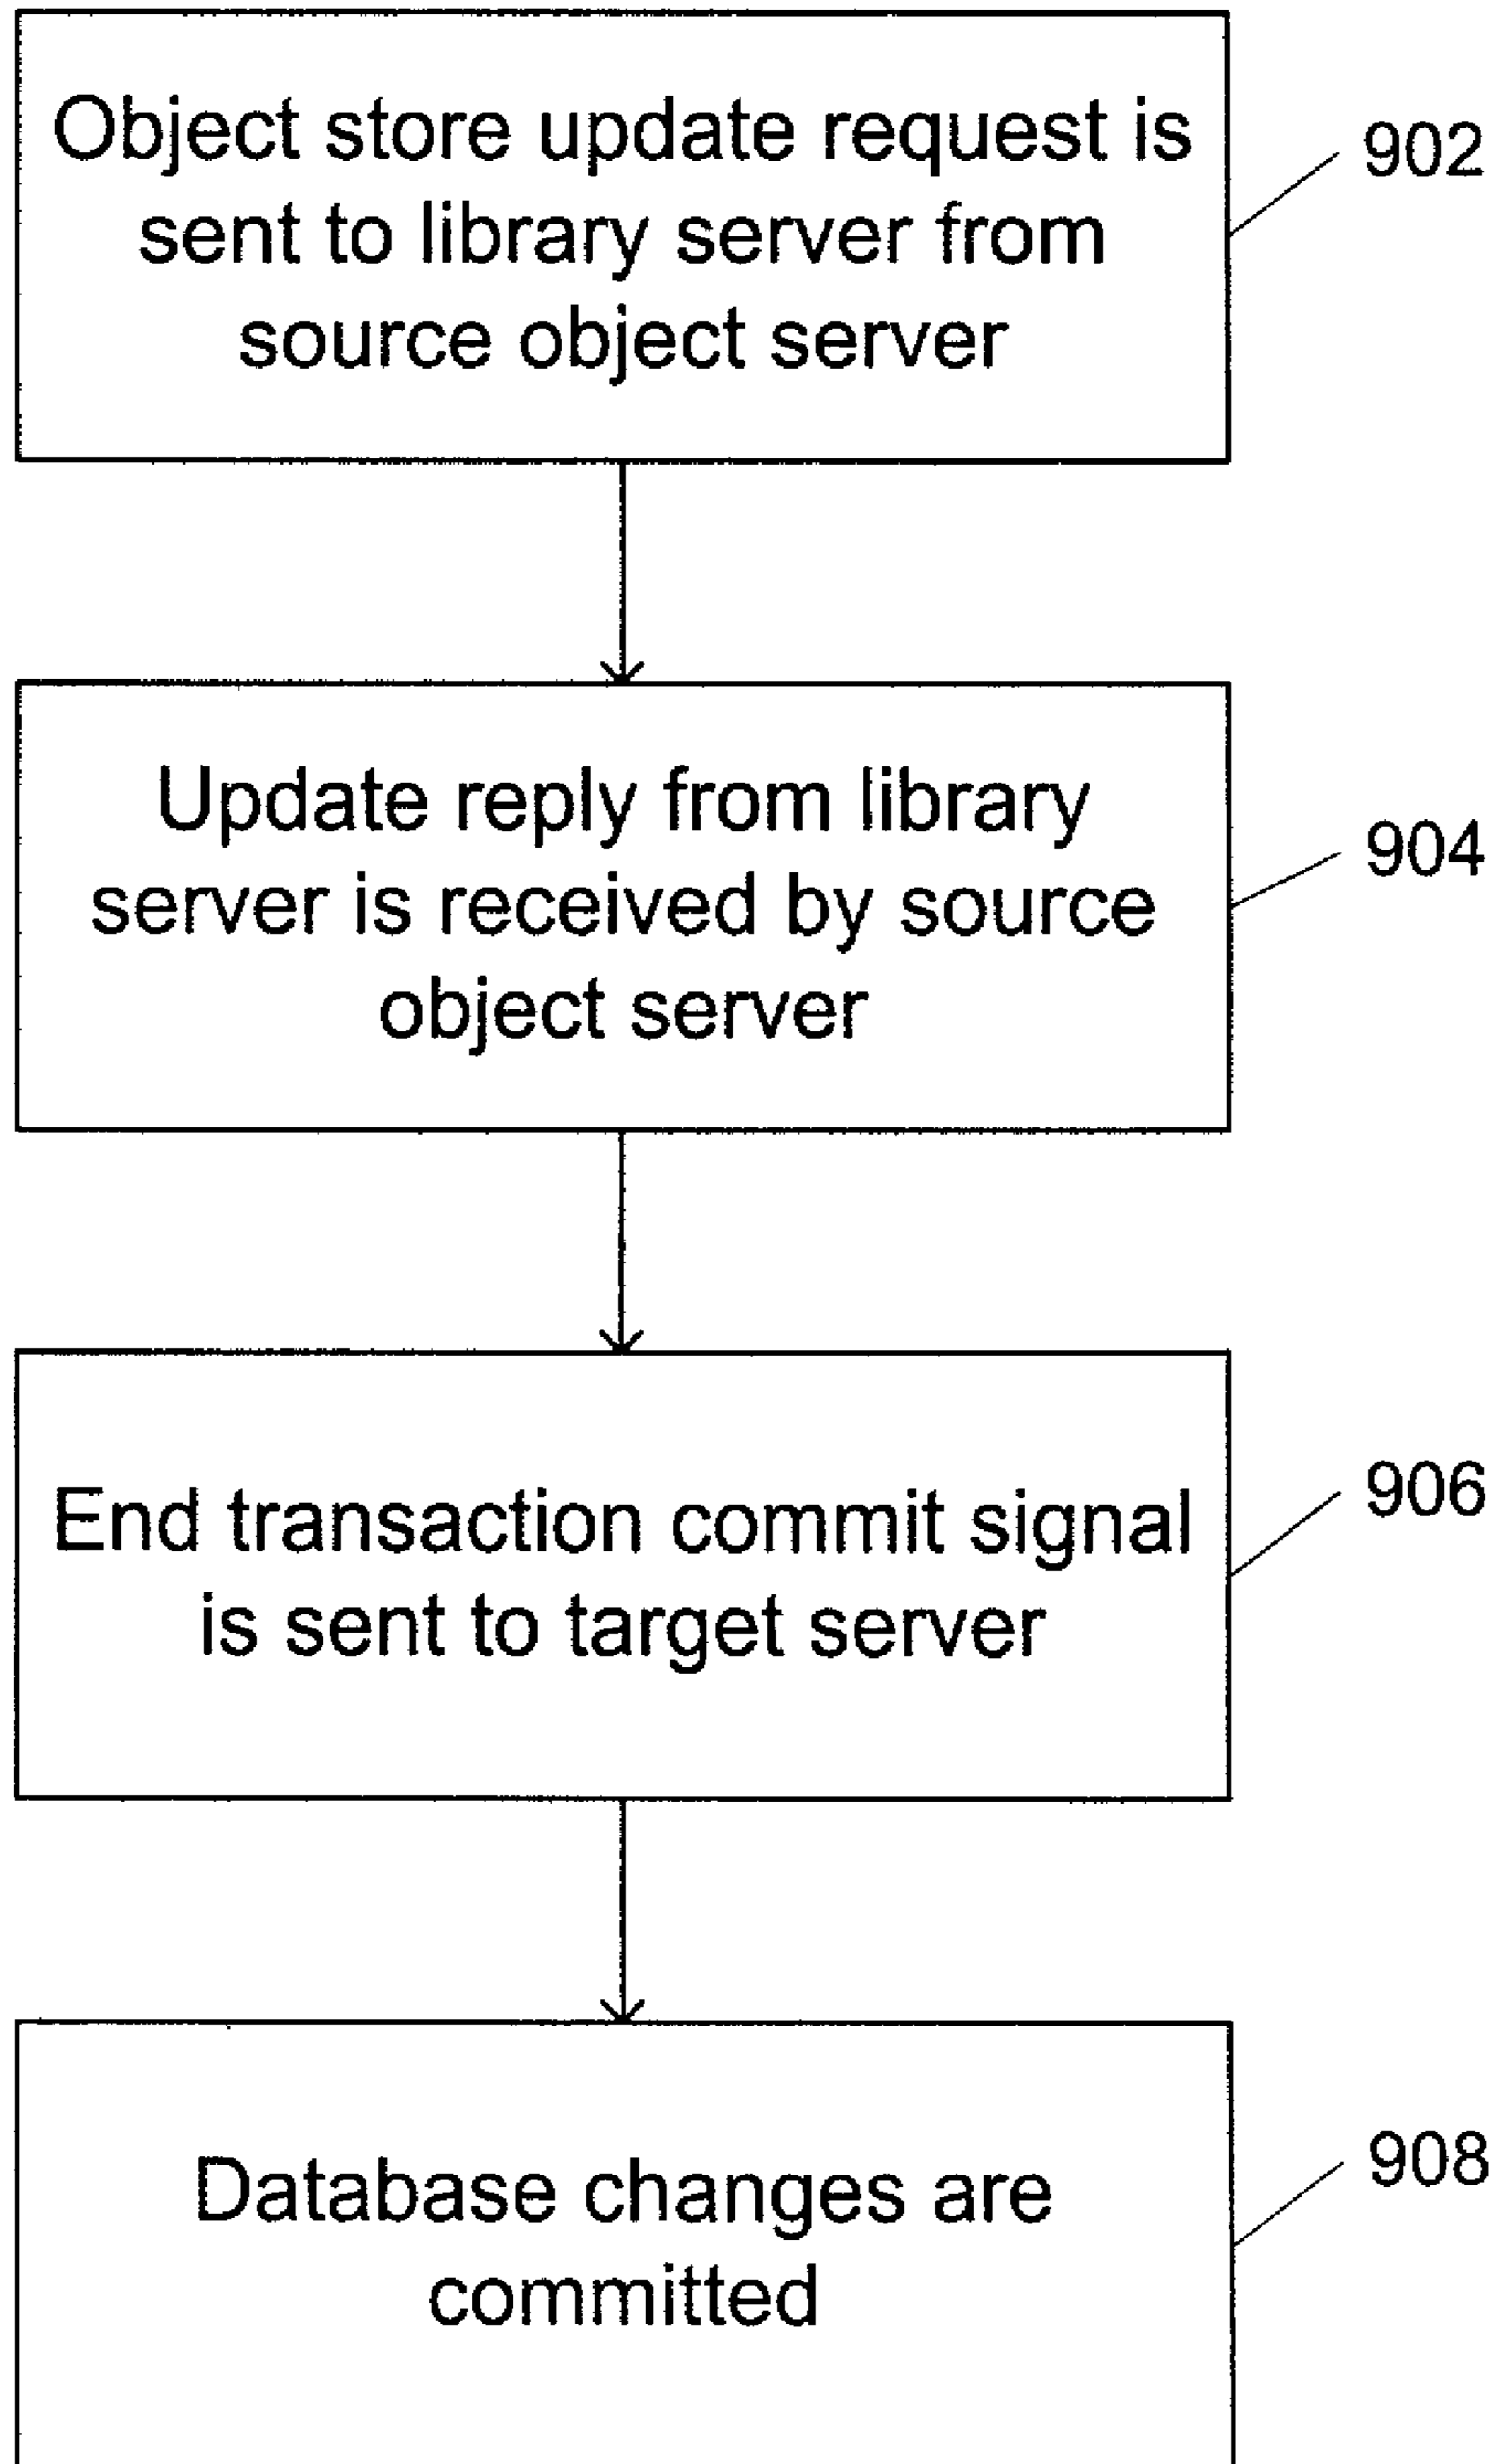 Object store update request is
sent to library server from
source object server
902
Update reply from library
server is received by source
object server
904
End transaction commit signal
is sent to target server
906
Database changes are
committed
908